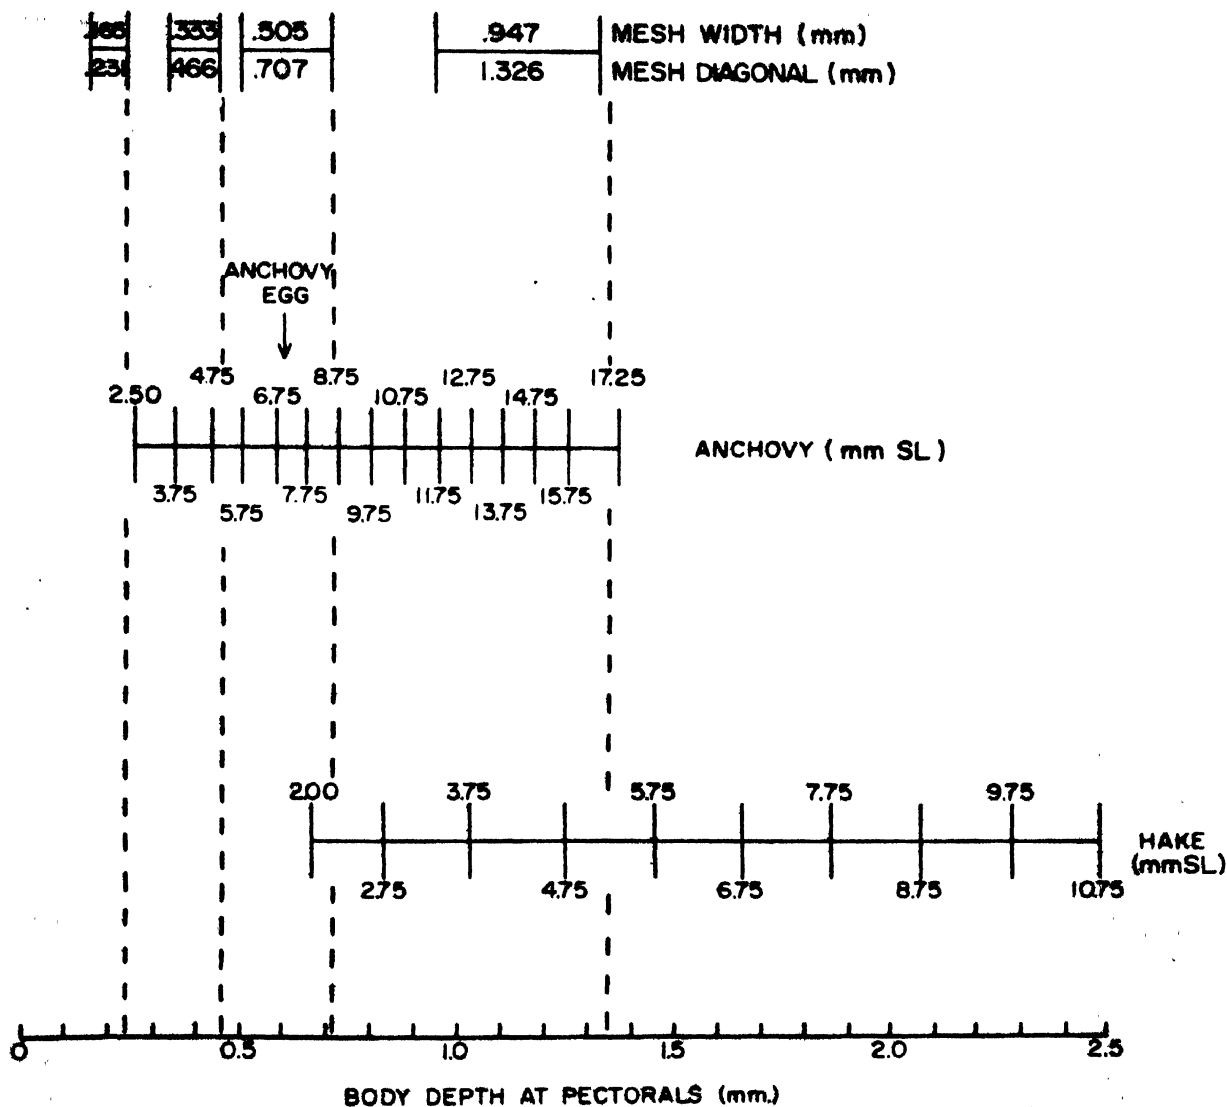 .165 .333 .505 .947 MESH WIDTH (mm)
.231 .466 .707 1.326 MESH DIAGONAL (mm)
ANCHOVY
EGG
4.75 8.75 12.75 17.25
2.50 6.75 10.75 14.75
ANCHOVY (mm SL)
3.75 7.75 11.75 15.75
5.75 9.75 13.75
2.00 3.75 5.75 7.75 9.75
HAKE
(mmSL)
2.75 4.75 6.75 8.75 10.75
0 0.5 1.0 1.5 2.0 2.5
BODY DEPTH AT PECTORALS (mm.)